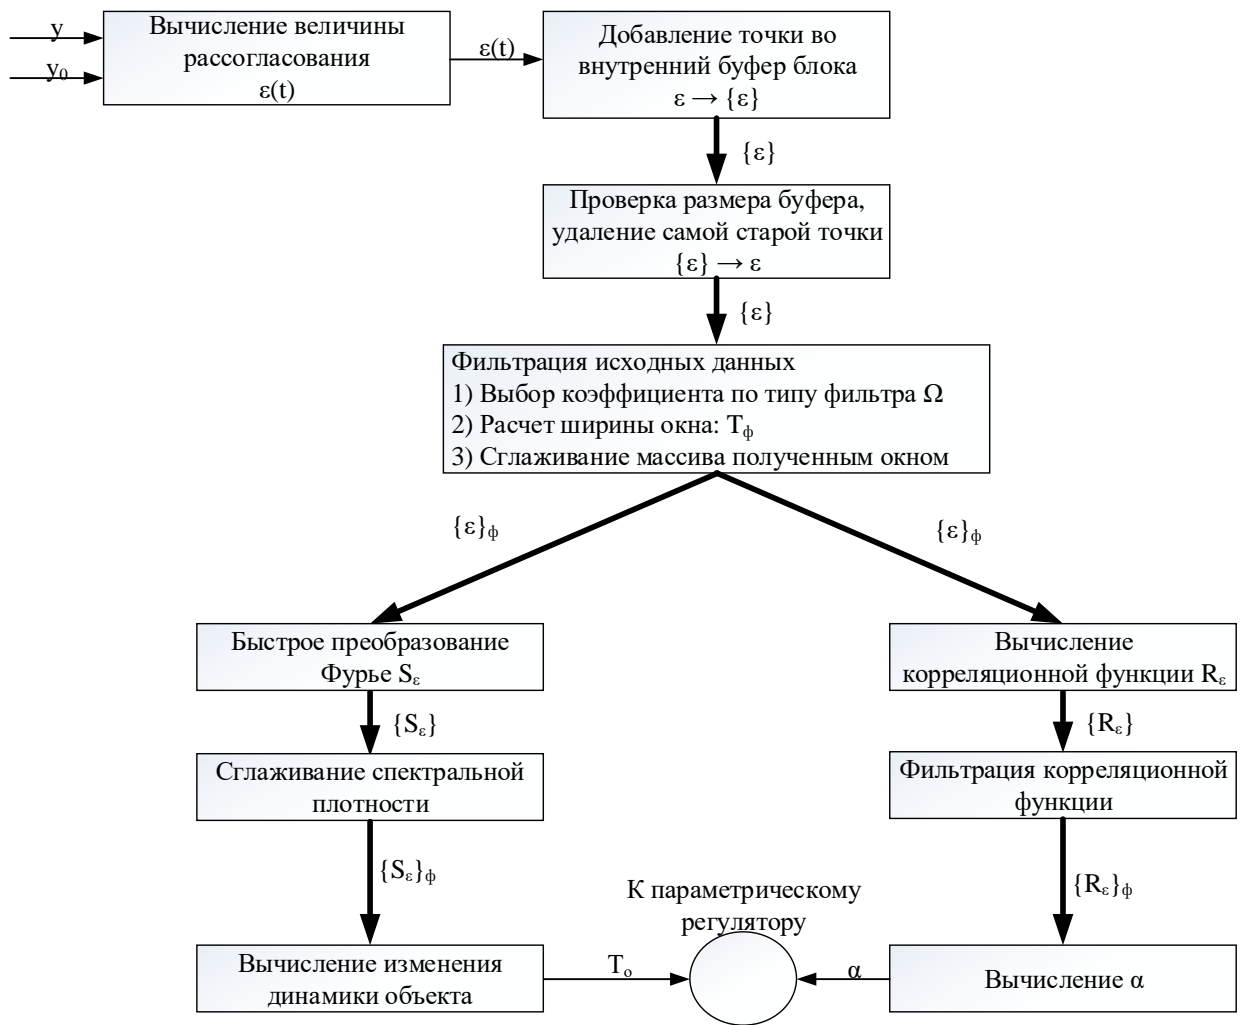 y
y₀
Вычисление величины
рассогласования
ε(t)
ε(t)
Добавление точки во
внутренний буфер блока
ε → {ε}
{ε}
Проверка размера буфера,
удаление самой старой точки
{ε} → ε
{ε}
Фильтрация исходных данных
1) Выбор коэффициента по типу фильтра Ω
2) Расчет ширины окна: Tф
3) Сглаживание массива полученным окном
{ε}ф
{ε}ф
Быстрое преобразование
Фурье Sε
{Sε}
Сглаживание спектральной
плотности
{Sε}ф
Вычисление изменения
динамики объекта
Tо
Вычисление
корреляционной функции Rε
{Rε}
Фильтрация корреляционной
функции
{Rε}ф
Вычисление α
α
К параметрическому
регулятору